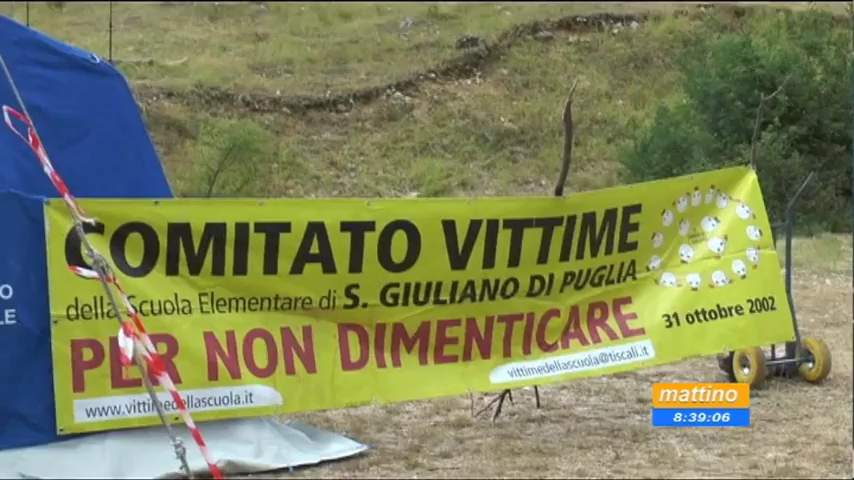 COMITATO VITTIME
della Scuola Elementare di S. GIULIANO DI PUGLIA
PER NON DIMENTICARE
31 ottobre 2002
www.vittimedellascuola.it
vittimedellascuola@tiscali.it
mattino
8:39:06